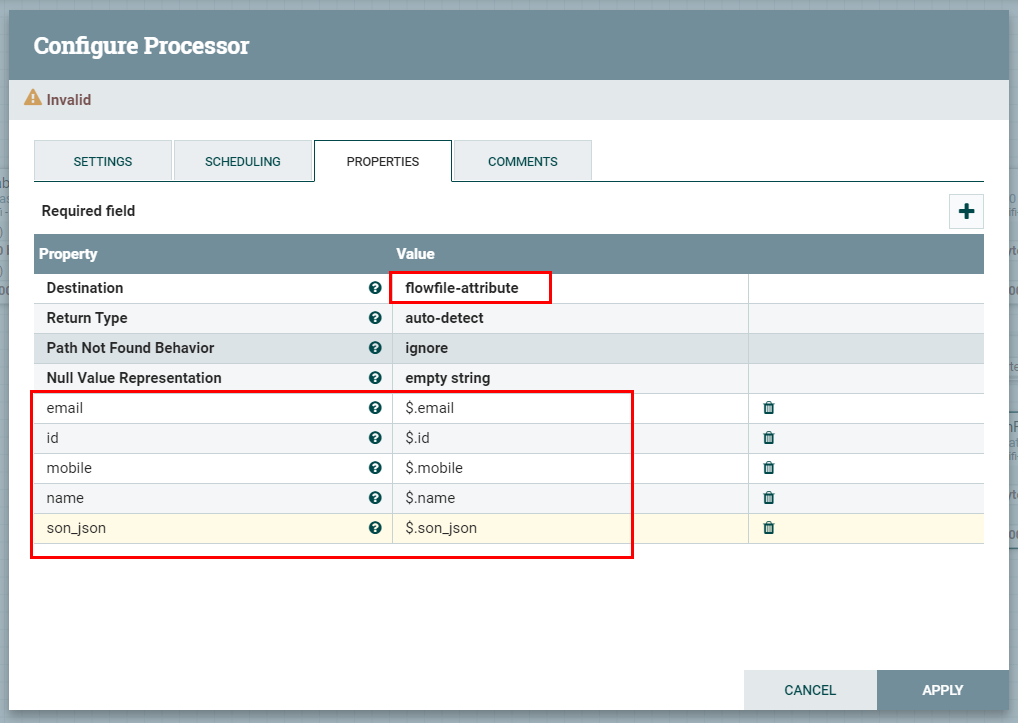 Configure Processor
Invalid
SETTINGS SCHEDULING PROPERTIES COMMENTS
Required field
Property Value
Destination flowfile-attribute
Return Type auto-detect
Path Not Found Behavior ignore
Null Value Representation empty string
email $.email
id $.id
mobile $.mobile
name $.name
son_json $.son_json
CANCEL APPLY